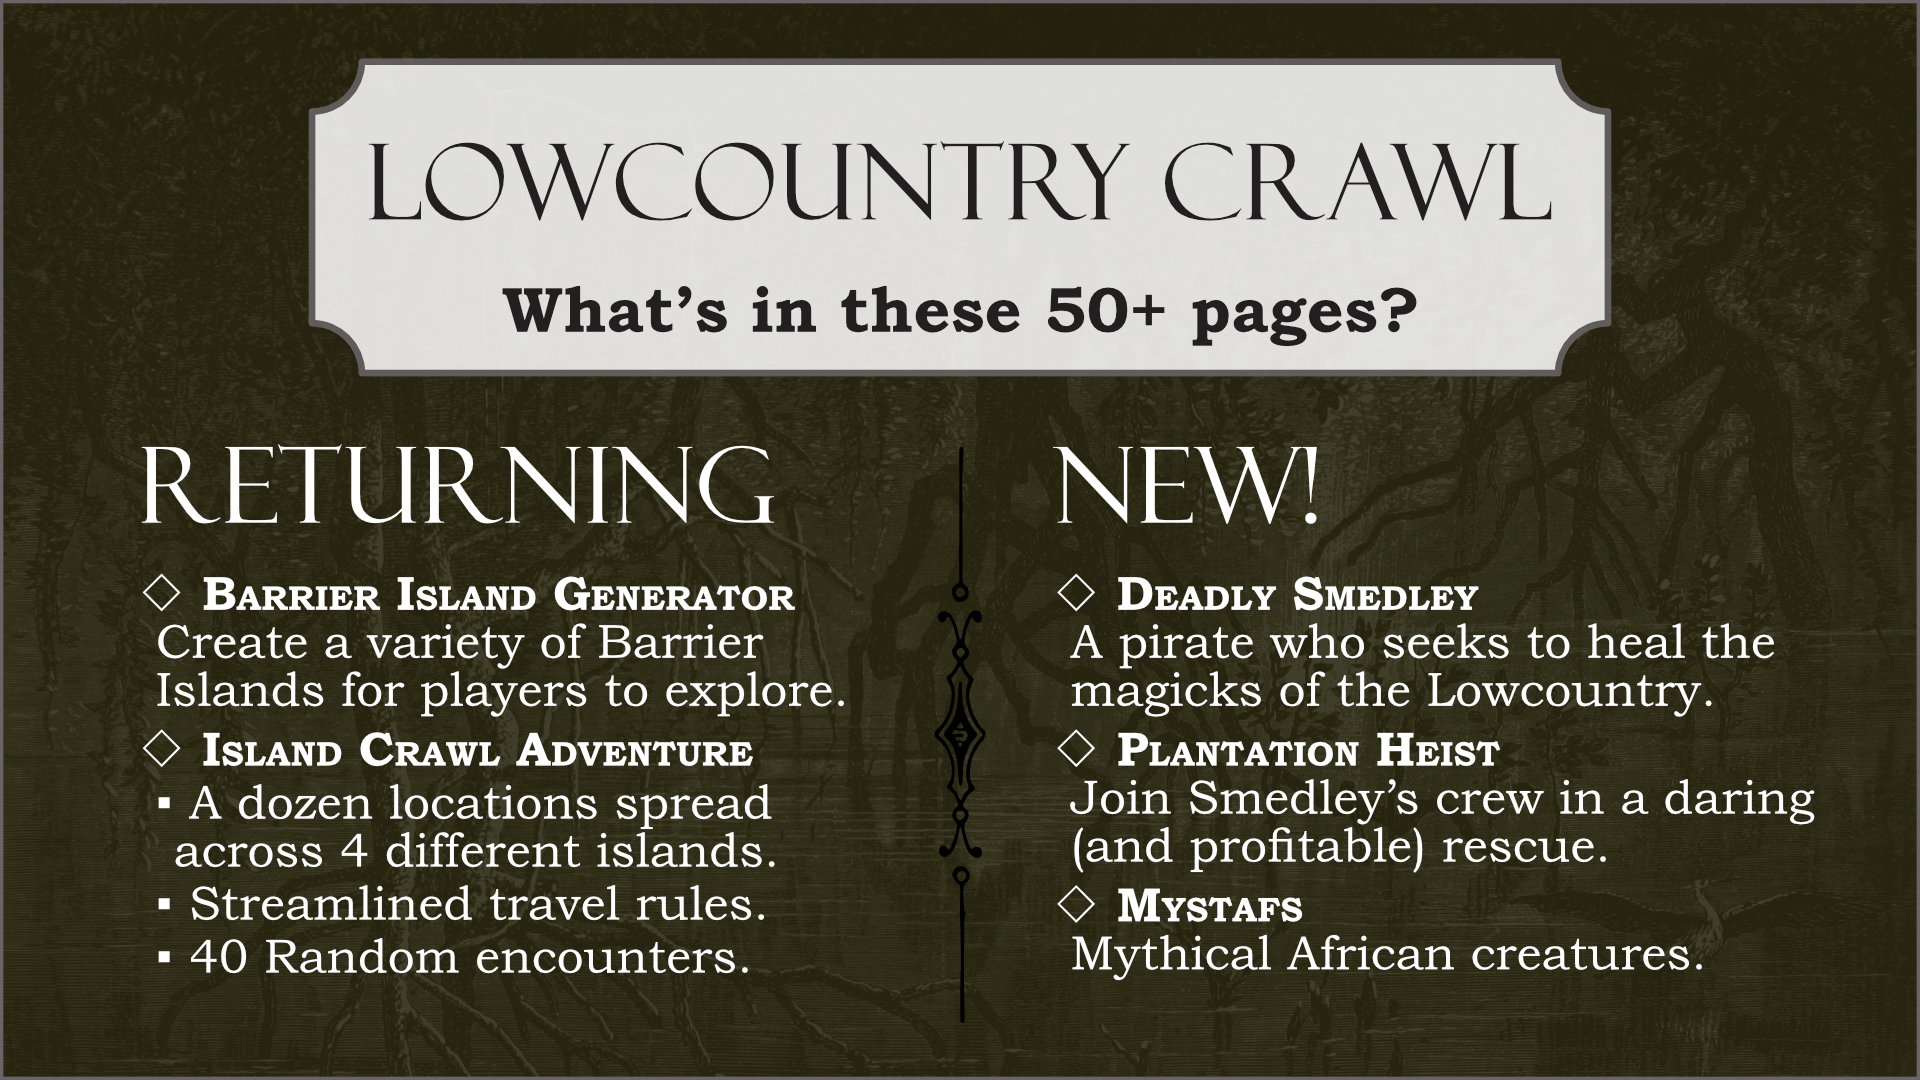 LOWCOUNTRY CRAWL
What's in these 50+ pages?
RETURNING
◇ Barrier Island Generator
Create a variety of Barrier
Islands for players to explore.
◇ Island Crawl Adventure
▪ A dozen locations spread
across 4 different islands.
▪ Streamlined travel rules.
▪ 40 Random encounters.
NEW!
◇ Deadly Smedley
A pirate who seeks to heal the
magicks of the Lowcountry.
◇ Plantation Heist
Join Smedley's crew in a daring
(and profitable) rescue.
◇ Mystafs
Mythical African creatures.